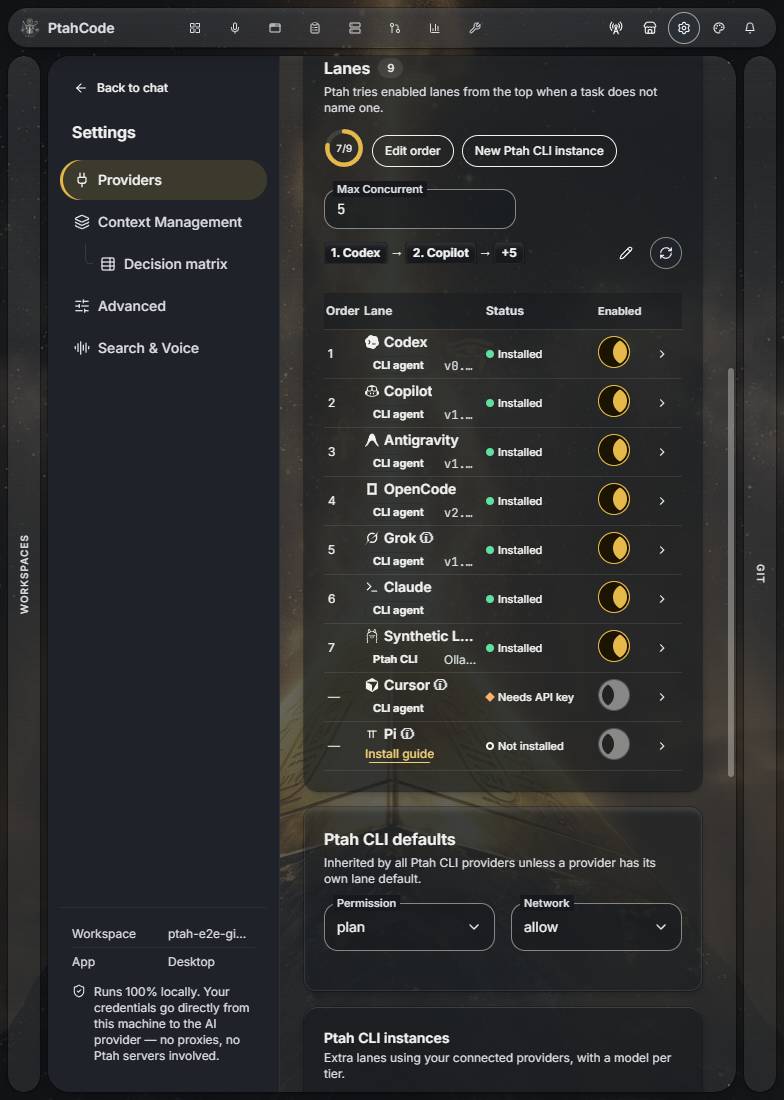 PtahCode
Back to chat
Settings
Providers
Context Management
Decision matrix
Advanced
Search & Voice
WORKSPACES
Workspace ptah-e2e-gi...
App Desktop
Runs 100% locally. Your
credentials go directly from
this machine to the AI
provider — no proxies, no
Ptah servers involved.
Lanes 9
Ptah tries enabled lanes from the top when a task does not
name one.
7/9 Edit order New Ptah CLI instance
Max Concurrent
5
1. Codex → 2. Copilot → +5
Order Lane Status Enabled
1 Codex Installed
CLI agent v0....
2 Copilot Installed
CLI agent v1....
3 Antigravity Installed
CLI agent v1....
4 OpenCode Installed
CLI agent v2....
5 Grok Installed
CLI agent v1....
6 Claude Installed
CLI agent
7 Synthetic L... Installed
Ptah CLI Olla...
— Cursor Needs API key
CLI agent
— Pi Not installed
Install guide
Ptah CLI defaults
Inherited by all Ptah CLI providers unless a provider has its
own lane default.
Permission Network
plan allow
Ptah CLI instances
Extra lanes using your connected providers, with a model per
tier.
GIT